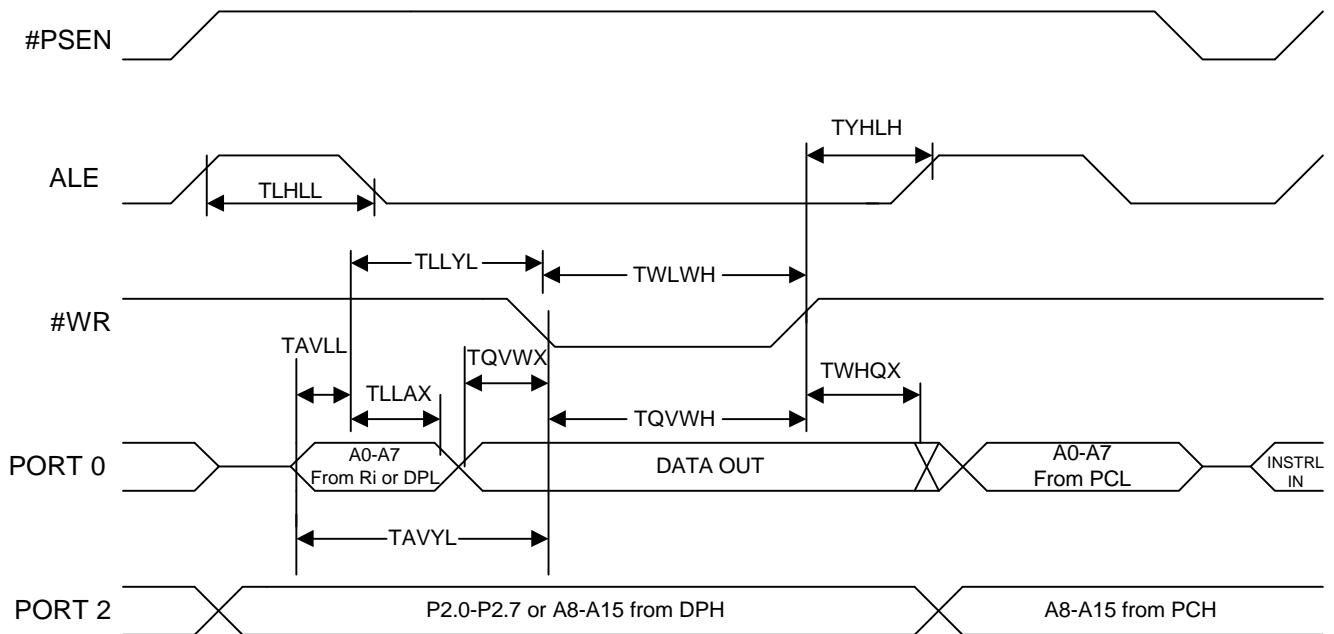 #PSEN
TYHLH
ALE
TLHLL
TLLYL
TWLWH
#WR
TAVLL
TQVWX
TLLAX
TWHQX
TQVWH
PORT 0
A0-A7
From Ri or DPL
DATA OUT
A0-A7
From PCL
INSTRL
IN
TAVYL
PORT 2
P2.0-P2.7 or A8-A15 from DPH
A8-A15 from PCH